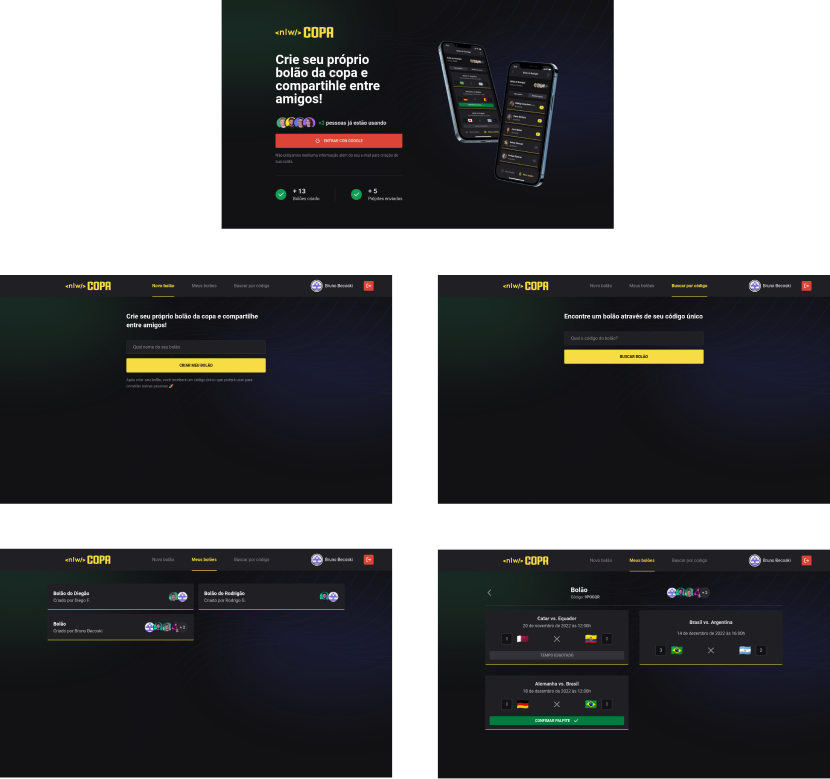 <nlw/> COPA
Crie seu próprio
bolão da copa e
compartihle entre
amigos!
+2 pessoas já estão usando
ENTRAR COM GOOGLE
Não utilizamos nenhuma informação além do seu e-mail para criação de
sua conta.
+ 13
Bolões criado
+ 5
Palpites enviados
<nlw/> COPA
Novo bolão
Meus bolões
Buscar por código
Bruno Becoski
Crie seu próprio bolão da copa e compartilhe
entre amigos!
Qual nome do seu bolão
CRIAR MEU BOLÃO
Após criar seu bolão, você receberá um código único que poderá usar para
convidar outras pessoas 🚀
<nlw/> COPA
Novo bolão
Meus bolões
Buscar por código
Bruno Becoski
Encontre um bolão através de seu código único
Qual o código do bolão?
BUSCAR BOLÃO
<nlw/> COPA
Novo bolão
Meus bolões
Buscar por código
Bruno Becoski
Bolão do Diegão
Criado por Diego F.
Bolão do Rodrigão
Criado por Rodrigo G.
Bolão
Criado por Bruno Becoski
+3
<nlw/> COPA
Novo bolão
Meus bolões
Buscar por código
Bruno Becoski
Bolão
+3
Catar vs. Equador
20 de novembro de 2022 às 12:00h
TEMPO ESGOTADO
Brasil vs. Argentina
14 de dezembro de 2022 às 16:00h
3
2
Alemanha vs. Brasil
18 de dezembro de 2022 às 12:00h
CONFIRMAR PALPITE